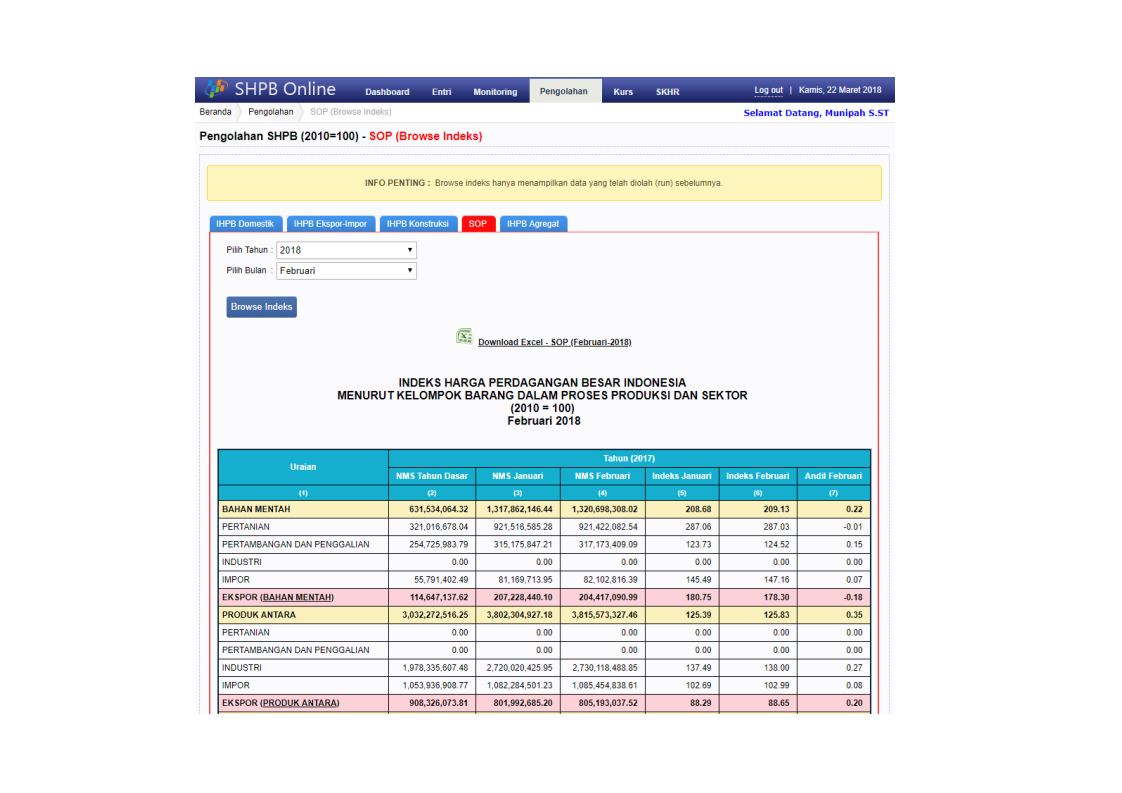 SHPB Online Dashboard Entri Monitoring Pengolahan Kurs SKHR Log out | Kamis, 22 Maret 2018
Beranda Pengolahan SOP (Browse Indeks) Selamat Datang, Munipah S.ST
Pengolahan SHPB (2010=100) - SOP (Browse Indeks)
INFO PENTING : Browse indeks hanya menampilkan data yang telah diolah (run) sebelumnya.
IHPB Domestik IHPB Ekspor-Impor IHPB Konstruksi SOP IHPB Agregat
Pilih Tahun : 2018
Pilih Bulan : Februari
Browse Indeks
Download Excel - SOP (Februari-2018)
INDEKS HARGA PERDAGANGAN BESAR INDONESIA
MENURUT KELOMPOK BARANG DALAM PROSES PRODUKSI DAN SEKTOR
(2010 = 100)
Februari 2018
Uraian Tahun (2017)
NMS Tahun Dasar NMS Januari NMS Februari Indeks Januari Indeks Februari Andil Februari
(1) (2) (3) (4) (5) (6) (7)
BAHAN MENTAH 631,534,064.32 1,317,862,146.44 1,320,698,308.02 208.68 209.13 0.22
PERTANIAN 321,016,678.04 921,516,585.28 921,422,082.54 287.06 287.03 -0.01
PERTAMBANGAN DAN PENGGALIAN 254,725,983.79 315,175,847.21 317,173,409.09 123.73 124.52 0.15
INDUSTRI 0.00 0.00 0.00 0.00 0.00 0.00
IMPOR 55,791,402.49 81,169,713.95 82,102,816.39 145.49 147.16 0.07
EKSPOR (BAHAN MENTAH) 114,647,137.62 207,228,440.10 204,417,090.99 180.75 178.30 -0.18
PRODUK ANTARA 3,032,272,516.25 3,802,304,927.18 3,815,573,327.46 125.39 125.83 0.35
PERTANIAN 0.00 0.00 0.00 0.00 0.00 0.00
PERTAMBANGAN DAN PENGGALIAN 0.00 0.00 0.00 0.00 0.00 0.00
INDUSTRI 1,978,335,607.48 2,720,020,425.95 2,730,118,488.85 137.49 138.00 0.27
IMPOR 1,053,936,908.77 1,082,284,501.23 1,085,454,838.61 102.69 102.99 0.08
EKSPOR (PRODUK ANTARA) 908,326,073.81 801,992,685.20 805,193,037.52 88.29 88.65 0.20